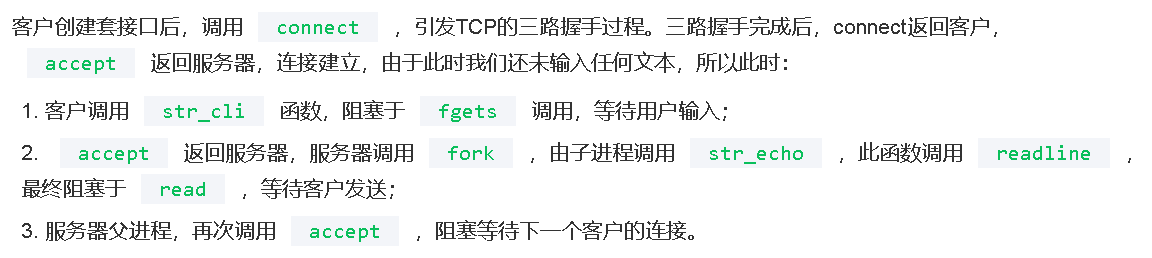 客户创建套接口后，调用 connect ，引发TCP的三路握手过程。三路握手完成后，connect返回客户，
accept 返回服务器，连接建立，由于此时我们还未输入任何文本，所以此时：
1. 客户调用 str_cli 函数，阻塞于 fgets 调用，等待用户输入；
2. accept 返回服务器，服务器调用 fork ，由子进程调用 str_echo ，此函数调用 readline ，
最终阻塞于 read ，等待客户发送；
3. 服务器父进程，再次调用 accept ，阻塞等待下一个客户的连接。